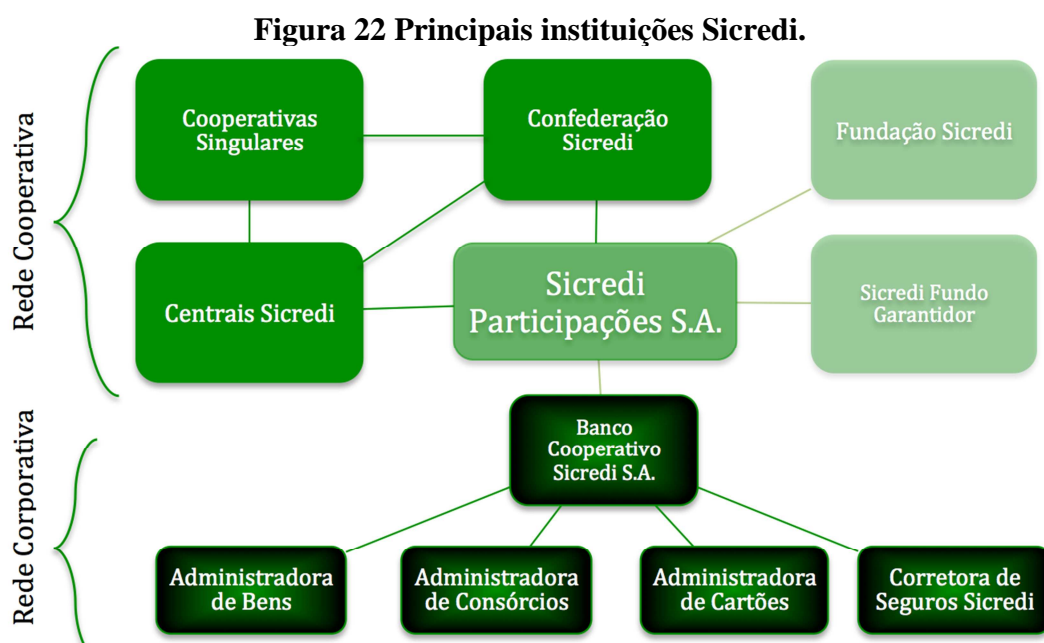 Figura 22 Principais instituições Sicredi.
Rede Cooperativa
Cooperativas
Singulares
Confederação
Sicredi
Fundação Sicredi
Centrais Sicredi
Sicredi
Participações S.A.
Sicredi Fundo
Garantidor
Rede Corporativa
Banco
Cooperativo
Sicredi S.A.
Administradora
de Bens
Administradora
de Consórcios
Administradora
de Cartões
Corretora de
Seguros Sicredi